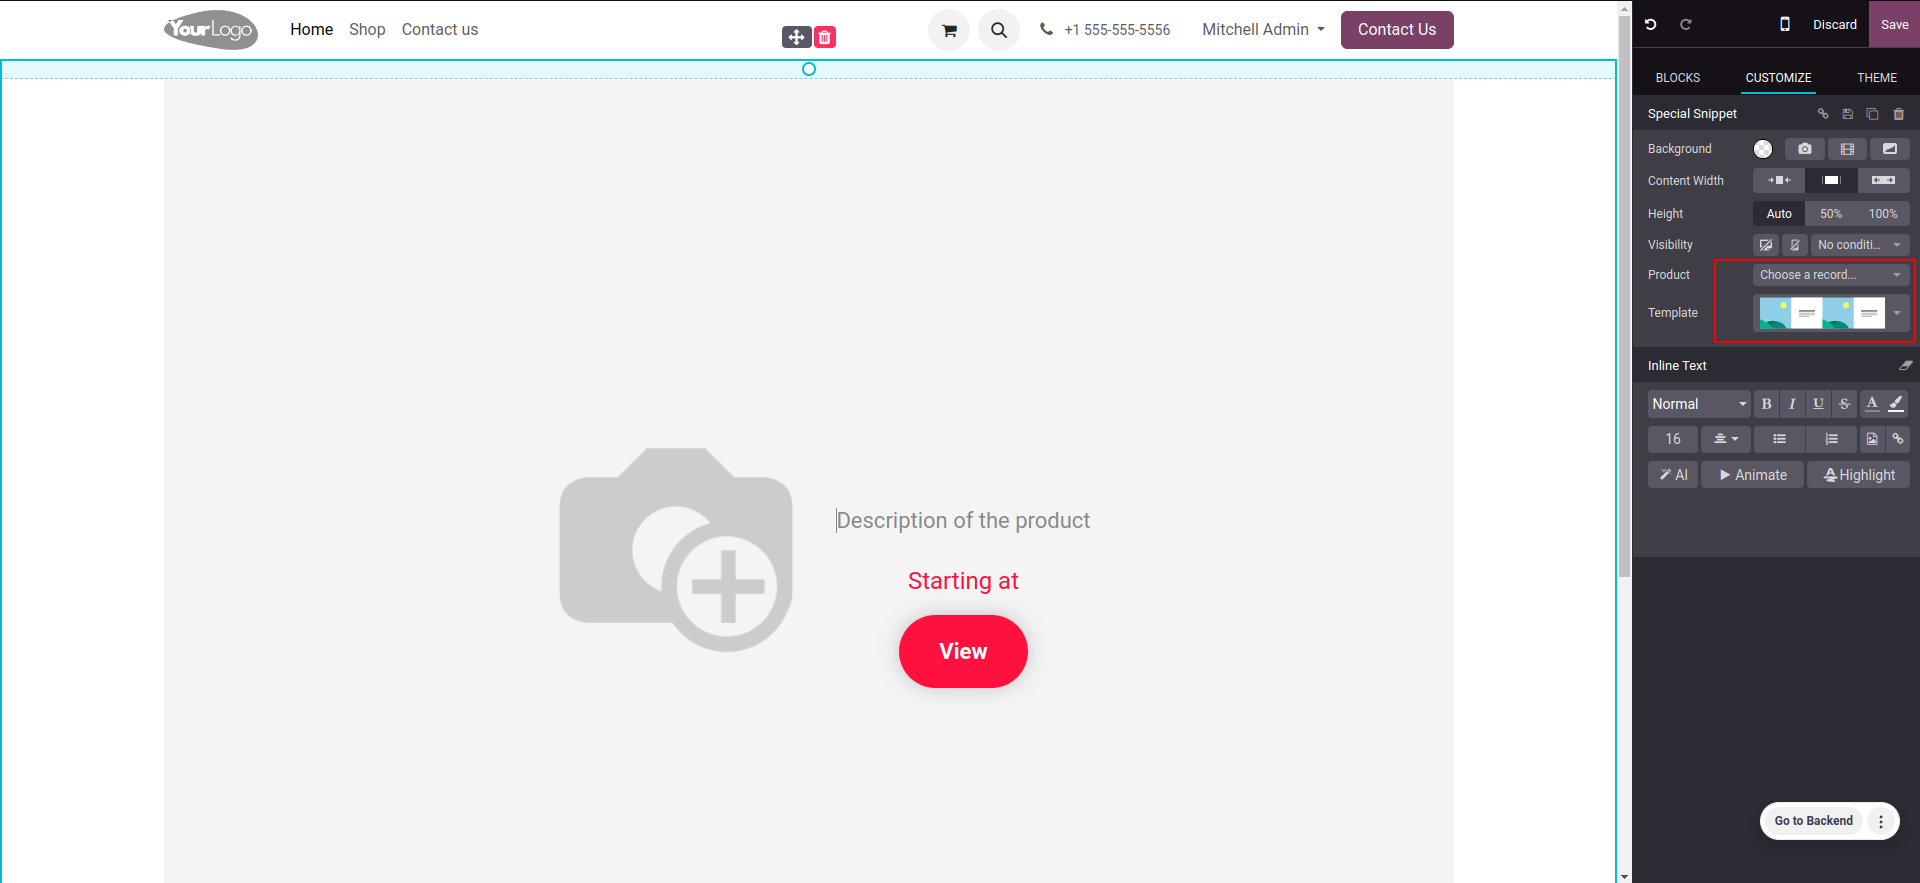 YourLogo
Home
Shop
Contact us
+1 555-555-5556
Mitchell Admin
Contact Us
Discard
Save
BLOCKS
CUSTOMIZE
THEME
Special Snippet
Background
Content Width
Height
Auto
50%
100%
Visibility
No conditi...
Product
Choose a record...
Template
Inline Text
Normal
B
I
U
S
A
16
AI
Animate
Highlight
Description of the product
Starting at
View
Go to Backend